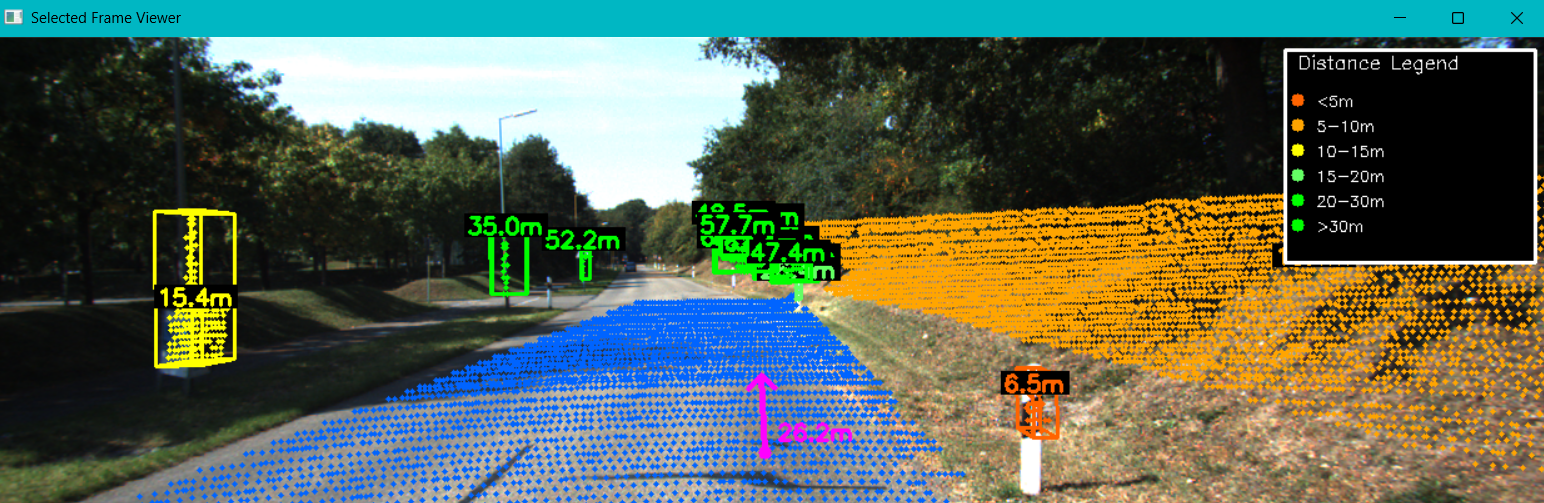 Selected Frame Viewer
Distance Legend
<5m
5-10m
10-15m
15-20m
20-30m
>30m
35.0m
52.2m
57.7m
47.4m
15.4m
6.5m
26.2m